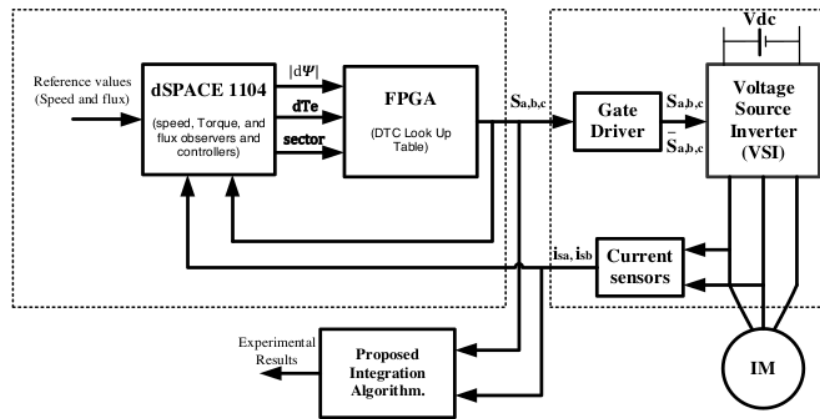 Reference values
(Speed and flux)
dSPACE 1104
(speed, Torque, and
flux observers and
controllers)
|dΨ|
dTe
sector
FPGA
(DTC Look Up
Table)
Sa,b,c
Gate
Driver
Sa,b,c
S̄a,b,c
Vdc
Voltage
Source
Inverter
(VSI)
isa, isb
Current
sensors
Experimental
Results
Proposed
Integration
Algorithm.
IM